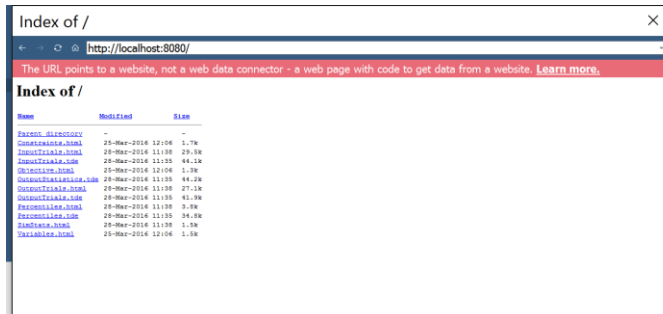 Index of /
http://localhost:8080/
The URL points to a website, not a web data connector - a web page with code to get data from a website. Learn more.
Index of /
Name Modified Size
Parent directory - -
Constraints.html 25-Mar-2016 12:06 1.7k
InputTrials.html 28-Mar-2016 11:38 29.5k
InputTrials.tde 28-Mar-2016 11:35 44.1k
Objective.html 25-Mar-2016 12:06 1.3k
OutputStatistics.tde 28-Mar-2016 11:35 44.2k
OutputTrials.html 28-Mar-2016 11:38 27.1k
OutputTrials.tde 28-Mar-2016 11:35 41.9k
Percentiles.html 28-Mar-2016 11:38 3.8k
Percentiles.tde 28-Mar-2016 11:35 34.8k
SimStats.html 28-Mar-2016 11:38 1.5k
Variables.html 25-Mar-2016 12:06 1.5k